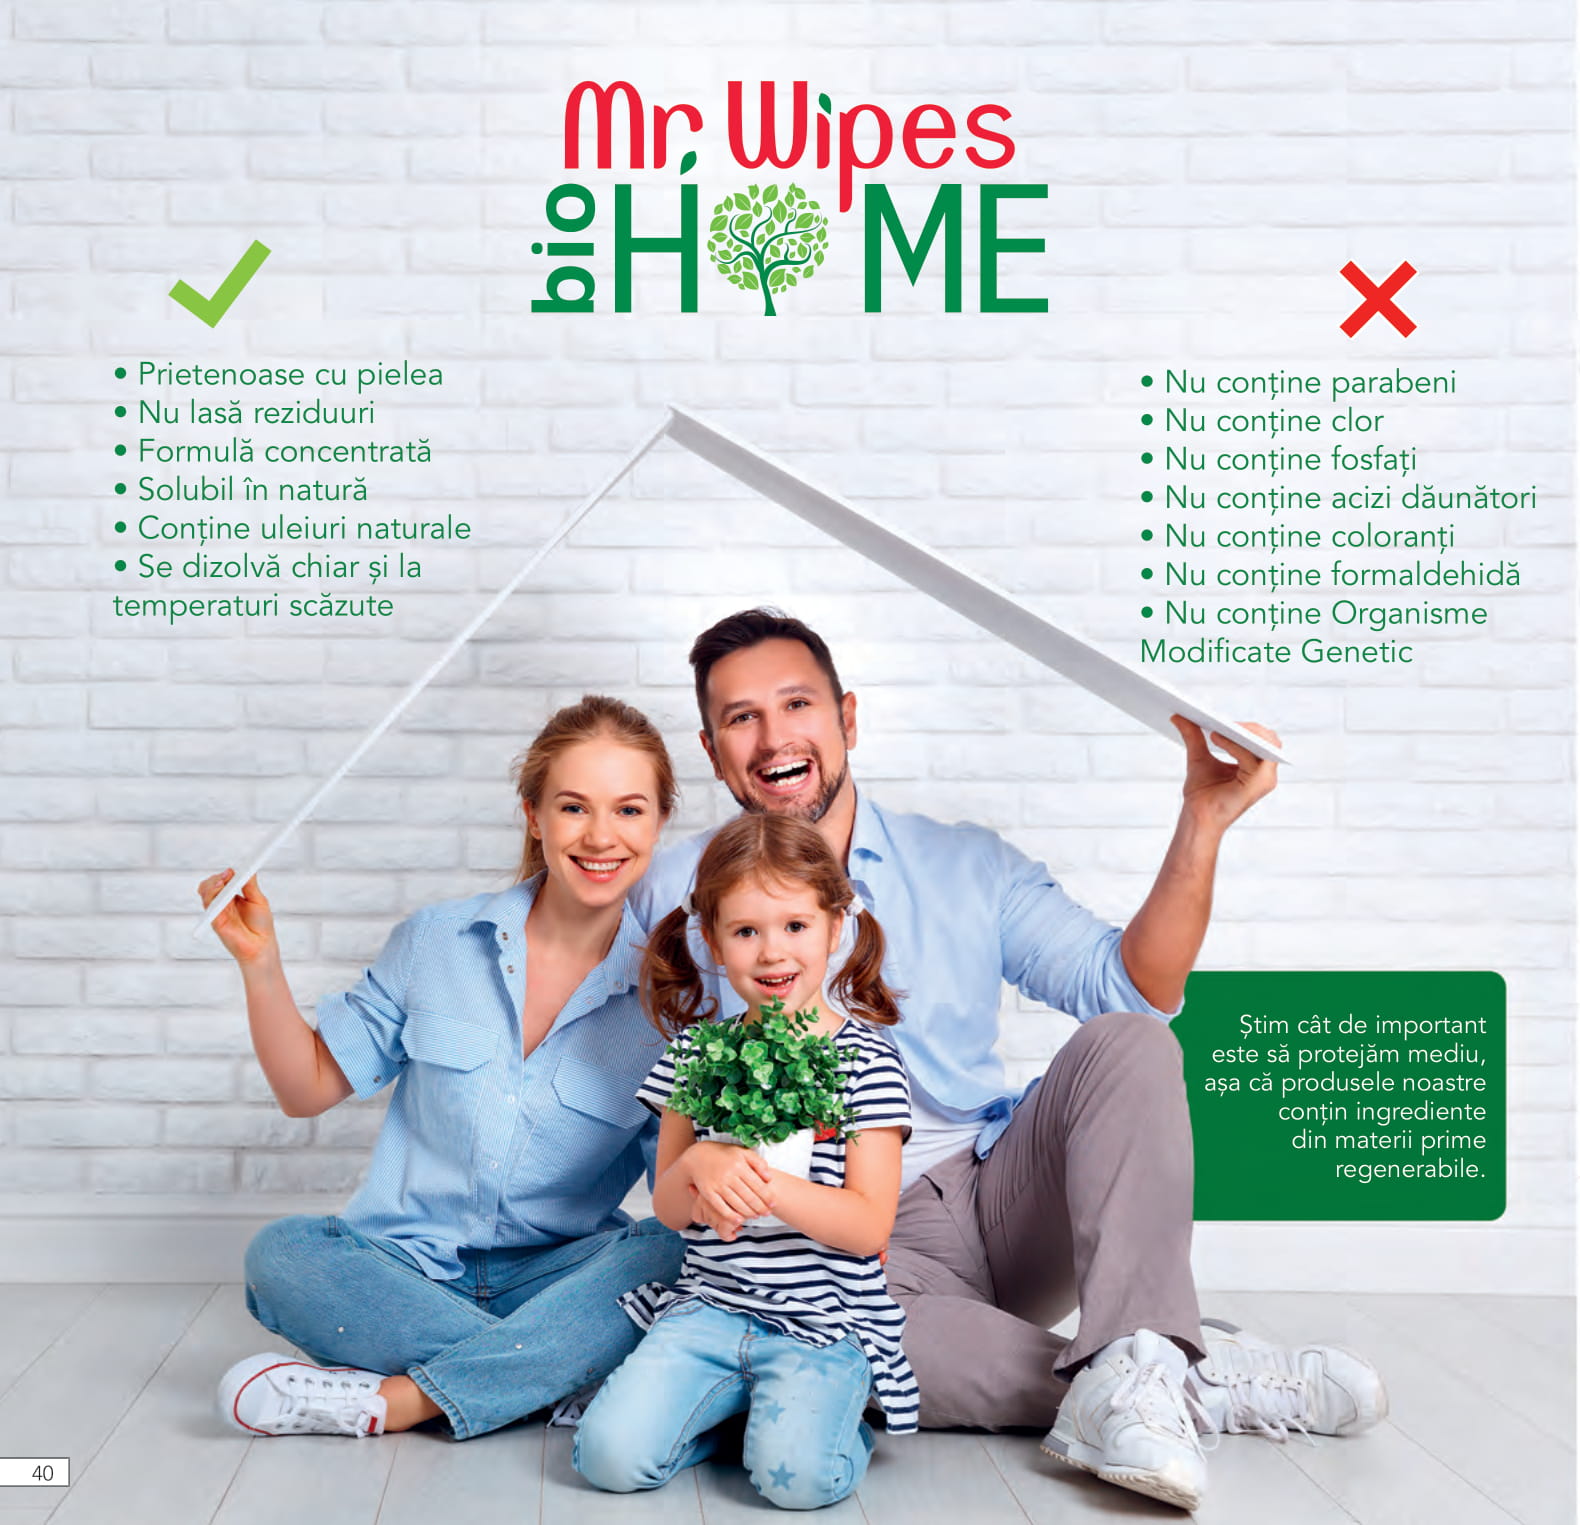 Mr. Wipes
bio HOME
• Prietenoase cu pielea
• Nu lasă reziduuri
• Formulă concentrată
• Solubil în natură
• Conține uleiuri naturale
• Se dizolvă chiar și la
temperaturi scăzute
• Nu conține parabeni
• Nu conține clor
• Nu conține fosfați
• Nu conține acizi dăunători
• Nu conține coloranți
• Nu conține formaldehidă
• Nu conține Organisme
Modificate Genetic
Știm cât de important
este să protejăm mediu,
așa că produsele noastre
conțin ingrediente
din materii prime
regenerabile.
40